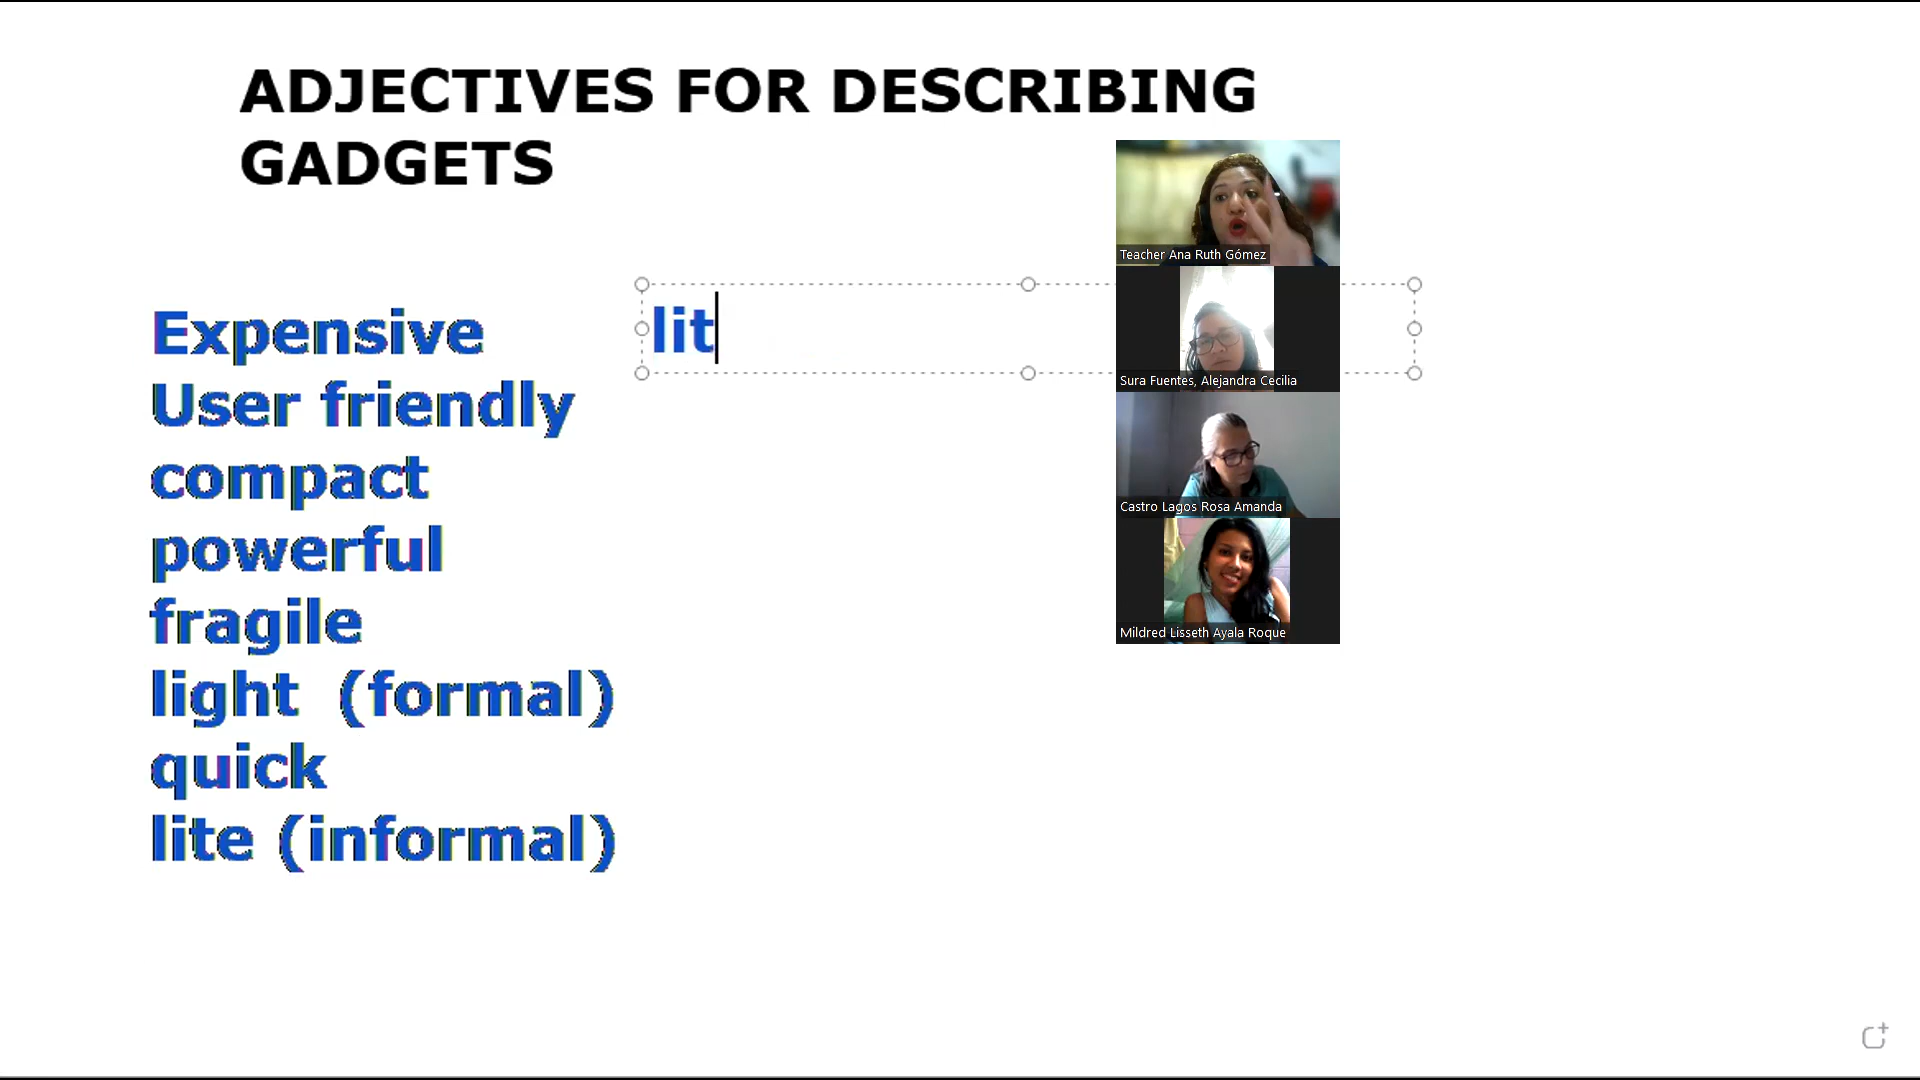 ADJECTIVES FOR DESCRIBING
GADGETS
Expensive
User friendly
compact
powerful
fragile
light (formal)
quick
lite (informal)
lit
Teacher Ana Ruth Gómez
Sura Fuentes, Alejandra Cecilia
Castro Lagos Rosa Amanda
Mildred Lisseth Ayala Roque